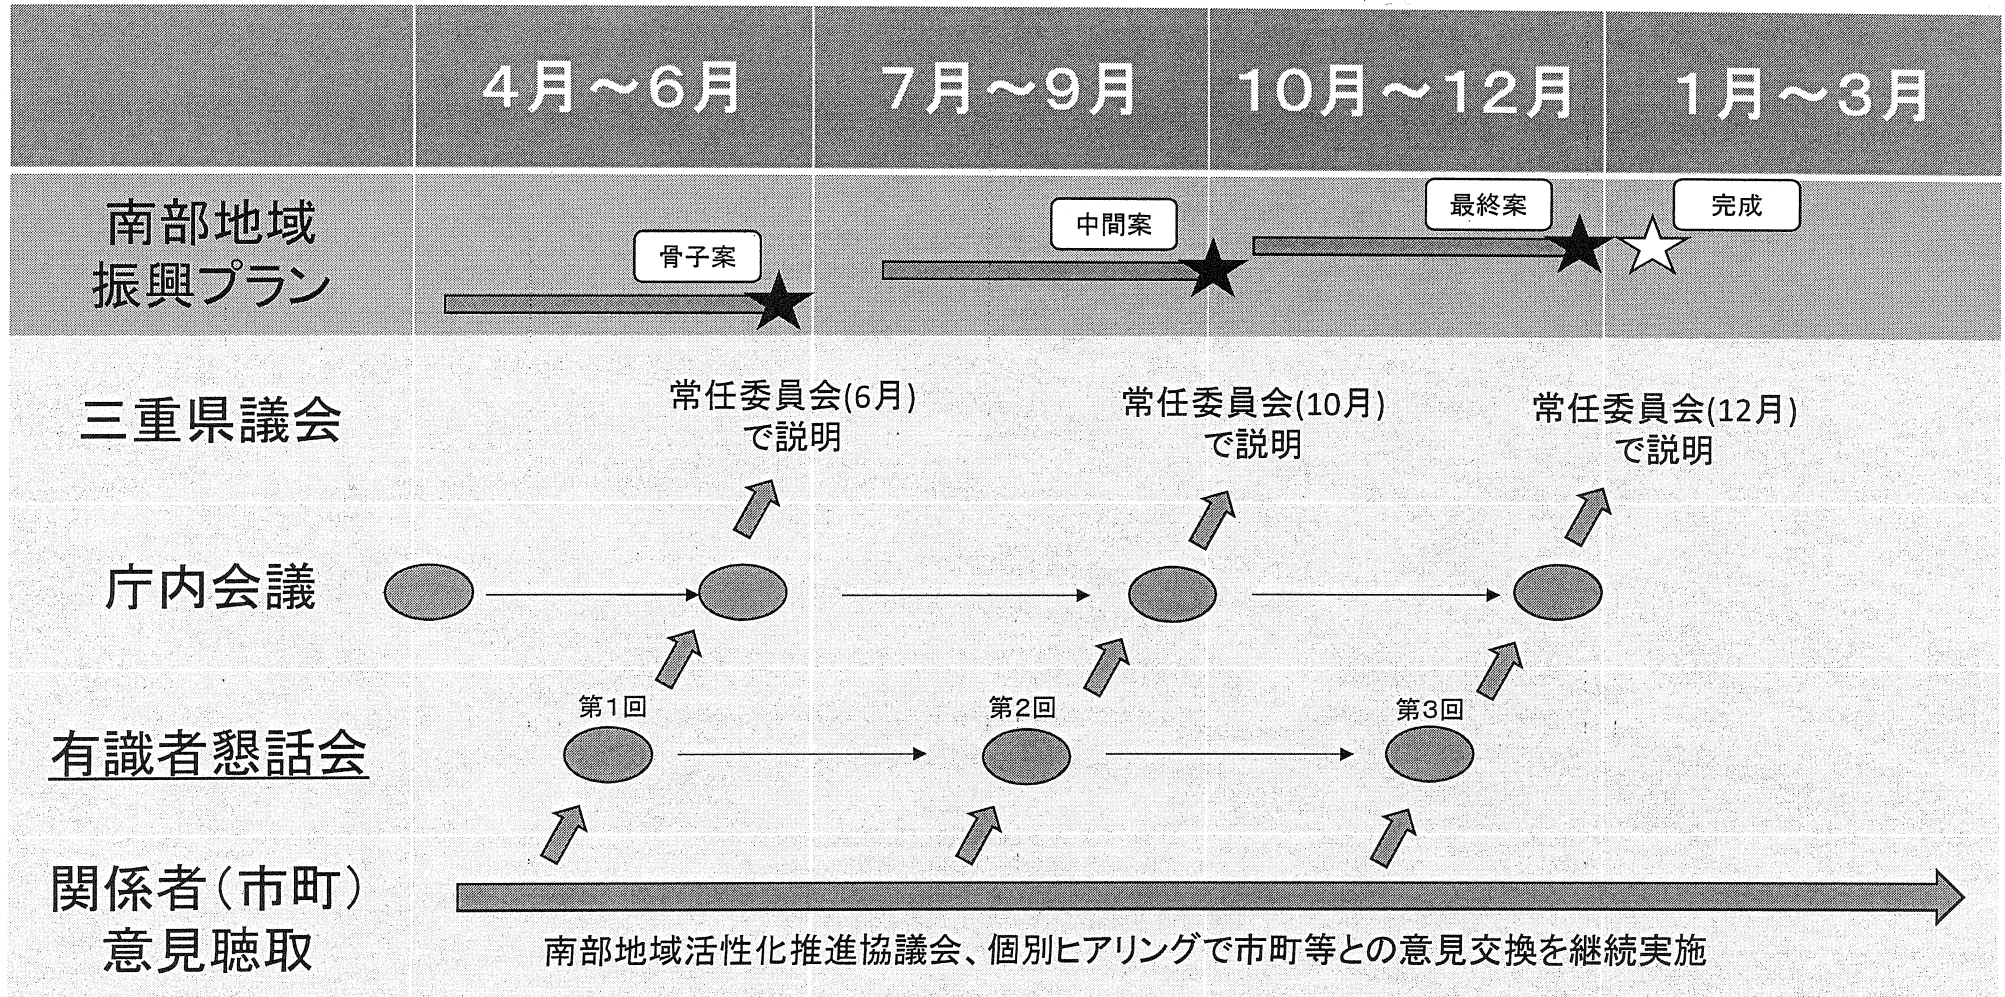 4月～6月
7月～9月
10月～12月
1月～3月
南部地域
振興プラン
骨子案
中間案
最終案
完成
三重県議会
常任委員会(6月)
で説明
常任委員会(10月)
で説明
常任委員会(12月)
で説明
庁内会議
有識者懇話会
第1回
第2回
第3回
関係者(市町)
意見聴取
南部地域活性化推進協議会、個別ヒアリングで市町等との意見交換を継続実施